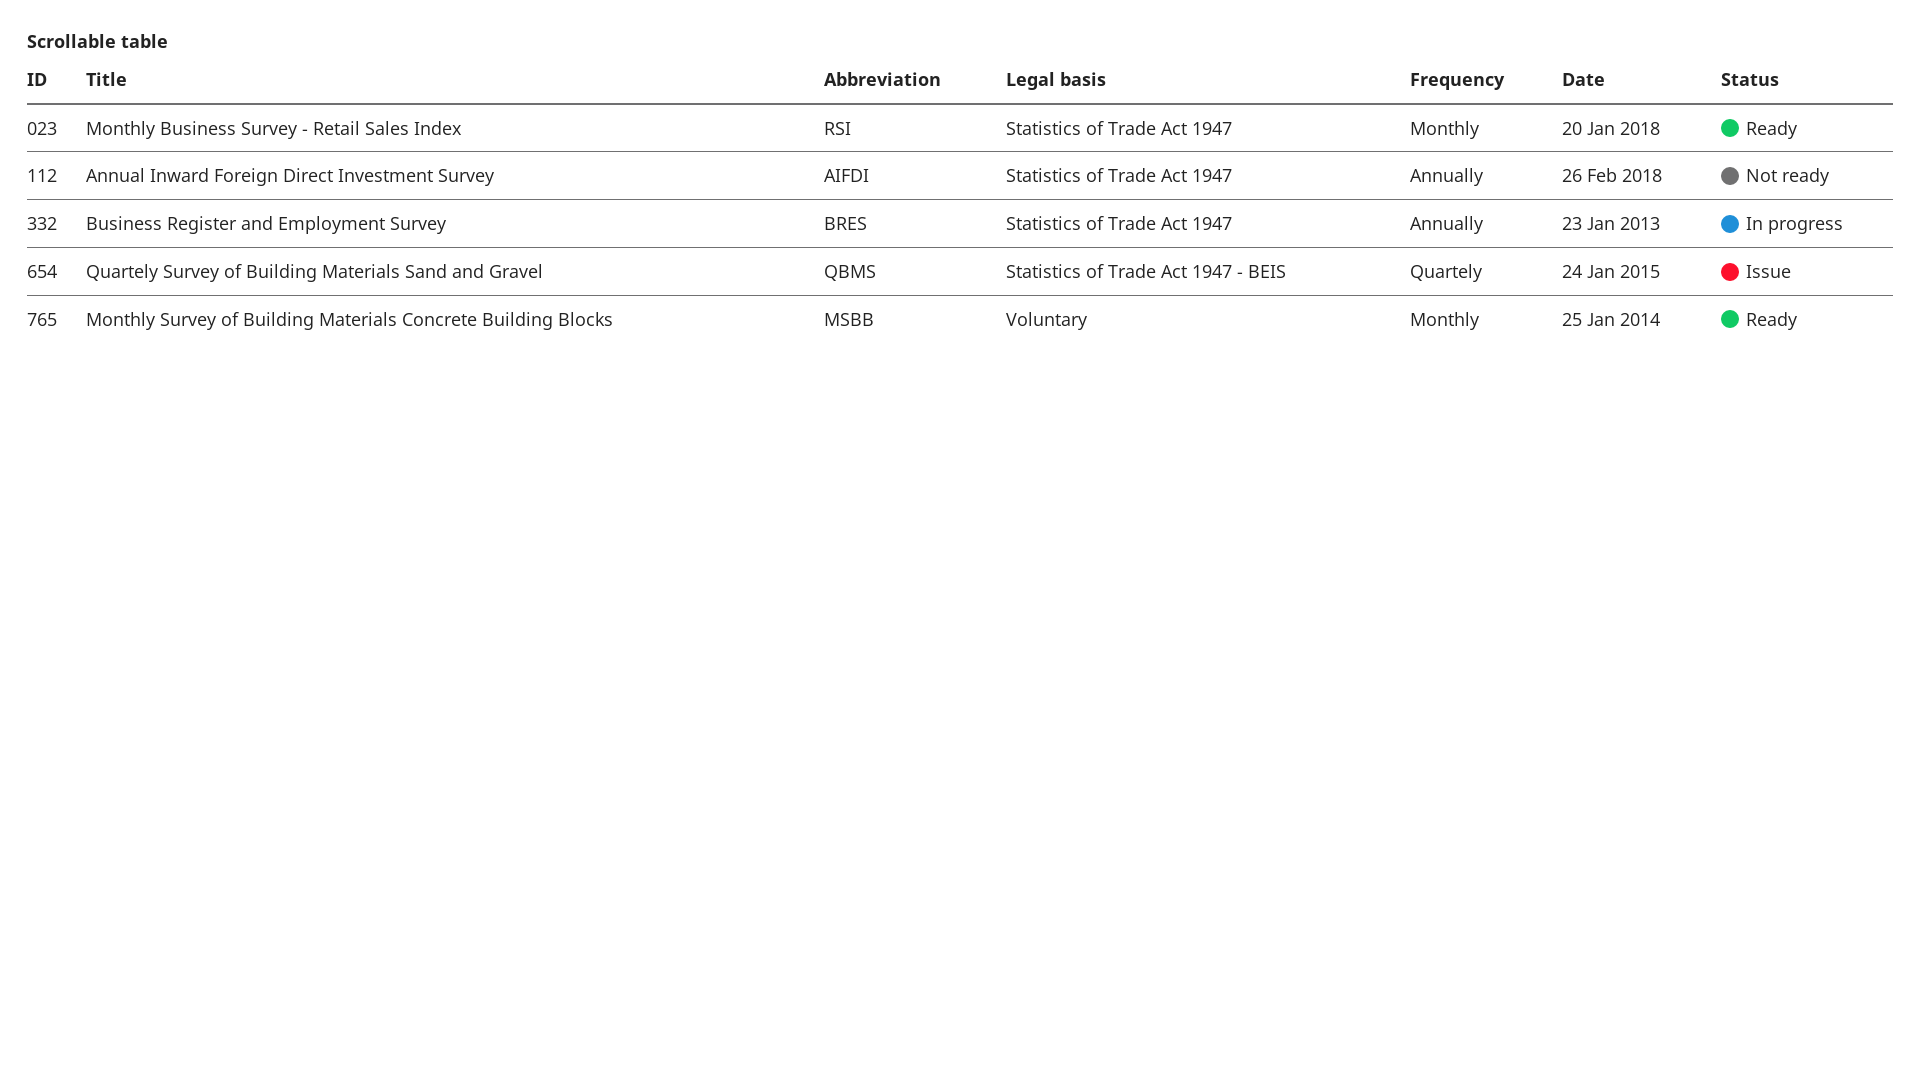 Scrollable table
ID Title Abbreviation Legal basis Frequency Date Status
023 Monthly Business Survey - Retail Sales Index RSI Statistics of Trade Act 1947 Monthly 20 Jan 2018 Ready
112 Annual Inward Foreign Direct Investment Survey AIFDI Statistics of Trade Act 1947 Annually 26 Feb 2018 Not ready
332 Business Register and Employment Survey BRES Statistics of Trade Act 1947 Annually 23 Jan 2013 In progress
654 Quartely Survey of Building Materials Sand and Gravel QBMS Statistics of Trade Act 1947 - BEIS Quartely 24 Jan 2015 Issue
765 Monthly Survey of Building Materials Concrete Building Blocks MSBB Voluntary Monthly 25 Jan 2014 Ready